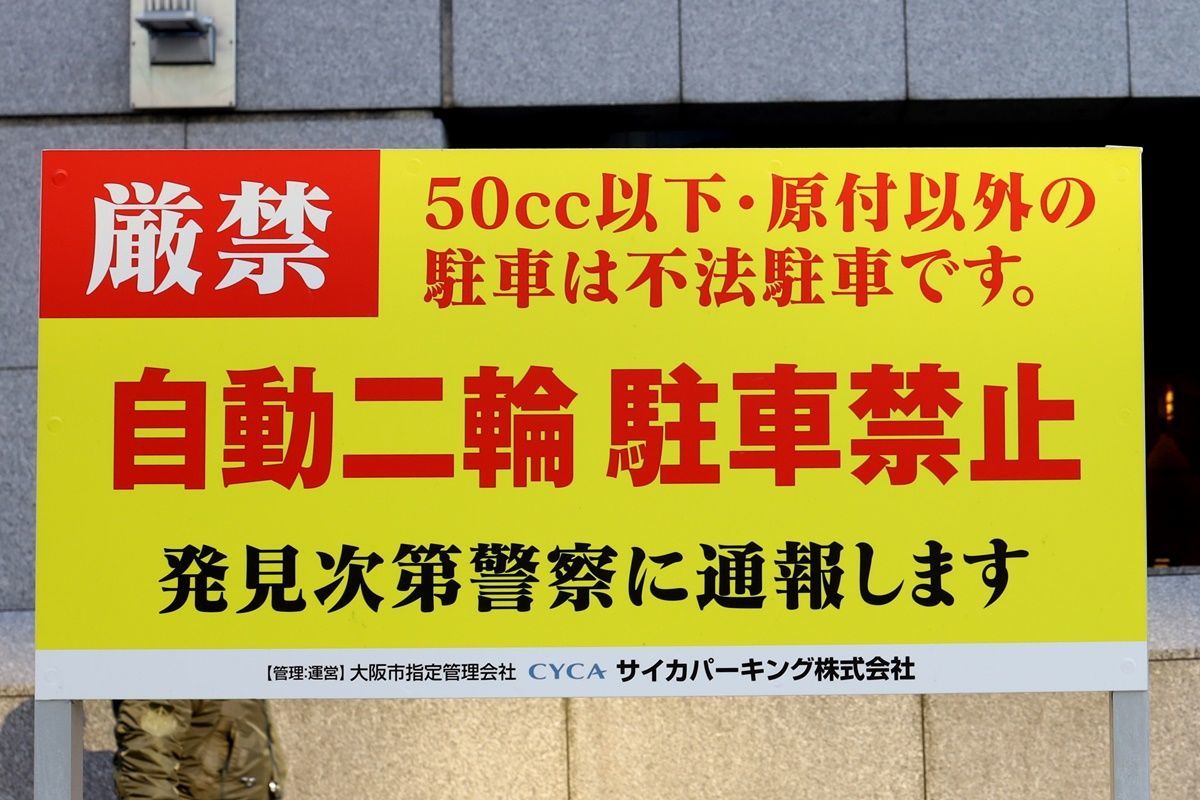 厳禁
50cc以下・原付以外の
駐車は不法駐車です。
自動二輪 駐車禁止
発見次第警察に通報します
【管理:運営】大阪市指定管理会社 CYCA サイカパーキング株式会社